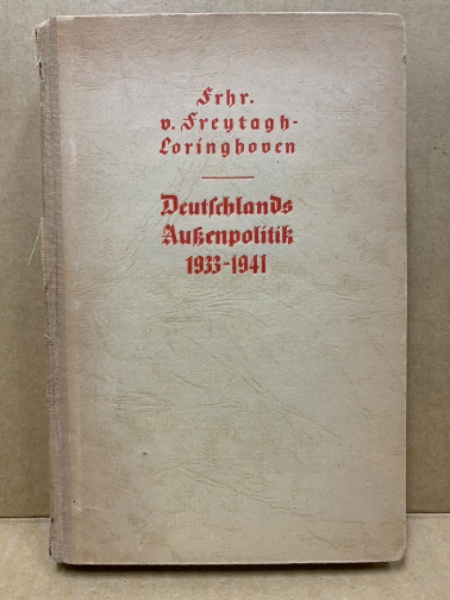 Frhr.
v. Freytagh-
Loringhoven
Deutschlands
Außenpolitik
1933-1941